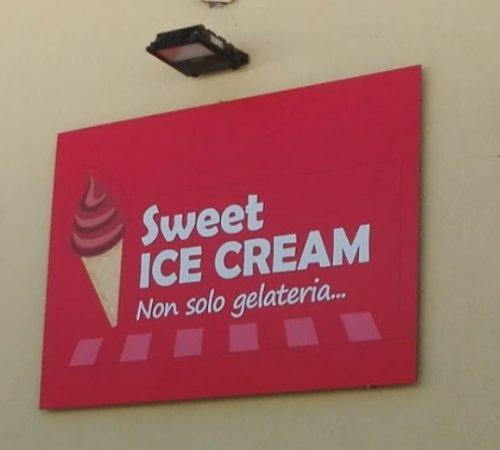 Sweet
ICE CREAM
Non solo gelateria...